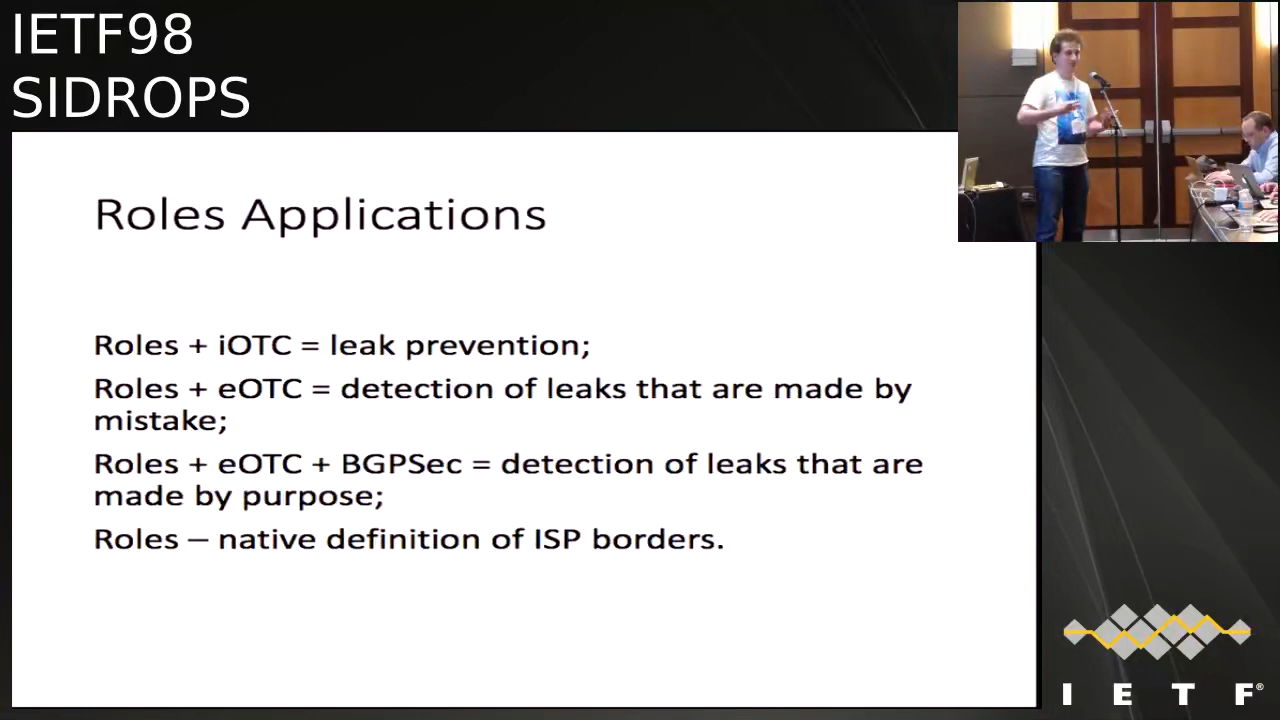 IETF98
SIDROPS
Roles Applications
Roles + iOTC = leak prevention;
Roles + eOTC = detection of leaks that are made by
mistake;
Roles + eOTC + BGPSec = detection of leaks that are
made by purpose;
Roles – native definition of ISP borders.
I E T F®